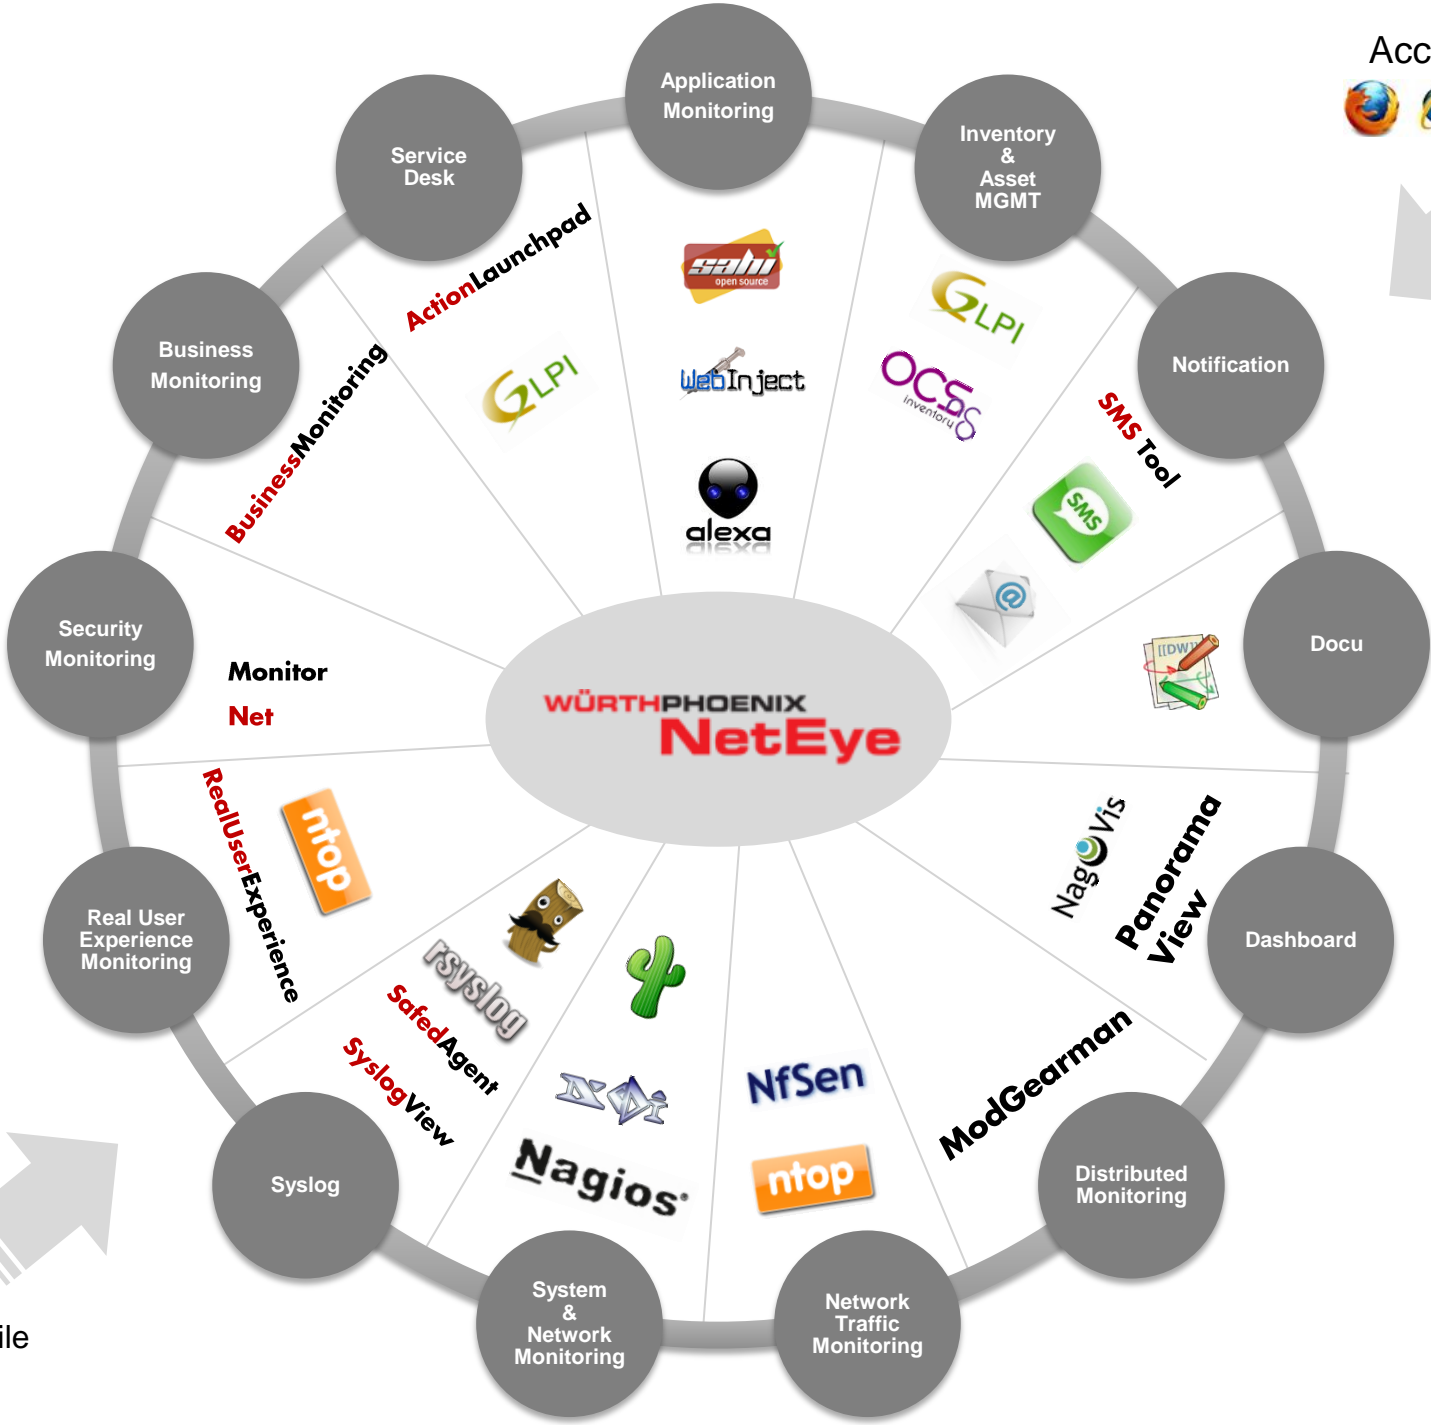 Acc
Application
Monitoring
Inventory
&
Asset
MGMT
Notification
Docu
Dashboard
Distributed
Monitoring
Network
Traffic
Monitoring
System
&
Network
Monitoring
Syslog
Real User
Experience
Monitoring
Security
Monitoring
Business
Monitoring
Service
Desk
sahi
open source
WebInject
alexa
GLPI
OCS
inventory
ng
SMS Tool
SMS
@
[[DW]]
NagVis
Panorama
View
ModGearman
NfSen
ntop
NeDi
Nagios®
rsyslog
SafedAgent
SyslogView
ntop
RealUserExperience
Monitor
Net
BusinessMonitoring
ActionLaunchpad
GLPI
WÜRTHPHOENIX
NetEye
ile